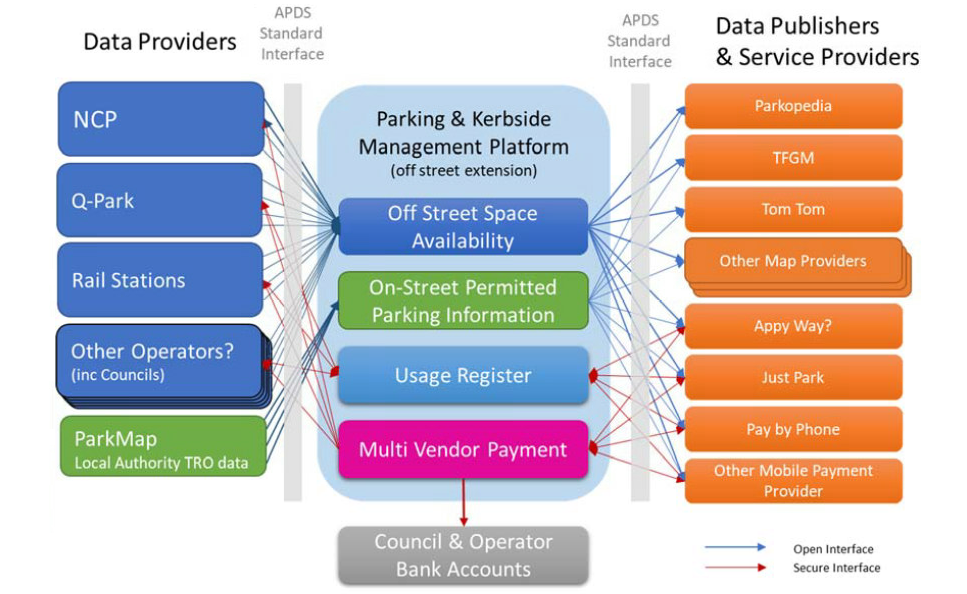 Data Providers
APDS
Standard
Interface
APDS
Standard
Interface
Data Publishers
& Service Providers
NCP
Q-Park
Rail Stations
Other Operators?
(inc Councils)
ParkMap
Local Authority TRO data
Parking & Kerbside
Management Platform
(off street extension)
Off Street Space
Availability
On-Street Permitted
Parking Information
Usage Register
Multi Vendor Payment
Council & Operator
Bank Accounts
Parkopedia
TFGM
Tom Tom
Other Map Providers
Appy Way?
Just Park
Pay by Phone
Other Mobile Payment
Provider
Open Interface
Secure Interface